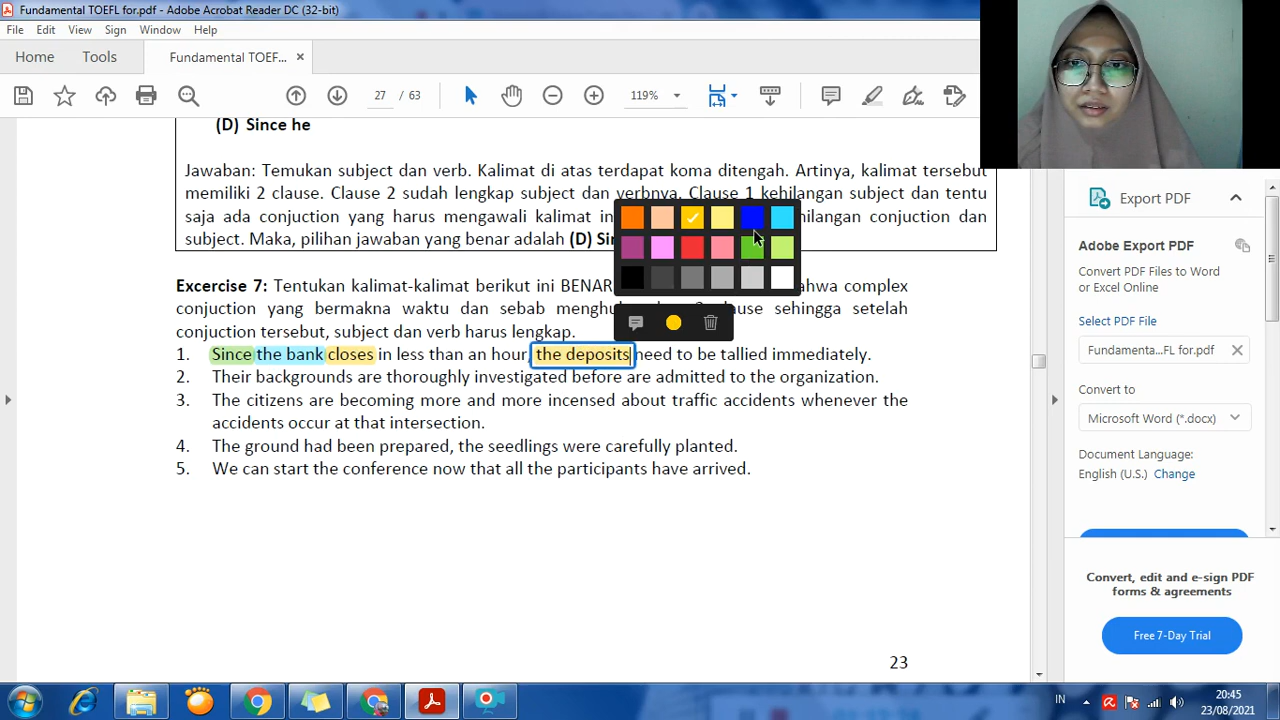 Fundamental TOEFL for.pdf - Adobe Acrobat Reader DC (32-bit)
File Edit View Sign Window Help
Home Tools Fundamental TOEF... ×
27 / 63 119%
(D) Since he
Jawaban: Temukan subject dan verb. Kalimat di atas terdapat koma ditengah. Artinya, kalimat tersebut
memiliki 2 clause. Clause 2 sudah lengkap subject dan verbnya. Clause 1 kehilangan subject dan tentu
saja ada conjuction yang harus mengawali kalimat in hilangan conjuction dan
subject. Maka, pilihan jawaban yang benar adalah (D) Sin
Excercise 7: Tentukan kalimat-kalimat berikut ini BENAR ahwa complex
conjuction yang bermakna waktu dan sebab menghu ause sehingga setelah
conjuction tersebut, subject dan verb harus lengkap.
1. Since the bank closes in less than an hour, the deposits need to be tallied immediately.
2. Their backgrounds are thoroughly investigated before are admitted to the organization.
3. The citizens are becoming more and more incensed about traffic accidents whenever the
accidents occur at that intersection.
4. The ground had been prepared, the seedlings were carefully planted.
5. We can start the conference now that all the participants have arrived.
23
Export PDF
Adobe Export PDF
Convert PDF Files to Word
or Excel Online
Select PDF File
Fundamenta...FL for.pdf
Convert to
Microsoft Word (*.docx)
Document Language:
English (U.S.) Change
Convert, edit and e-sign PDF
forms & agreements
Free 7-Day Trial
IN
20:45
23/08/2021